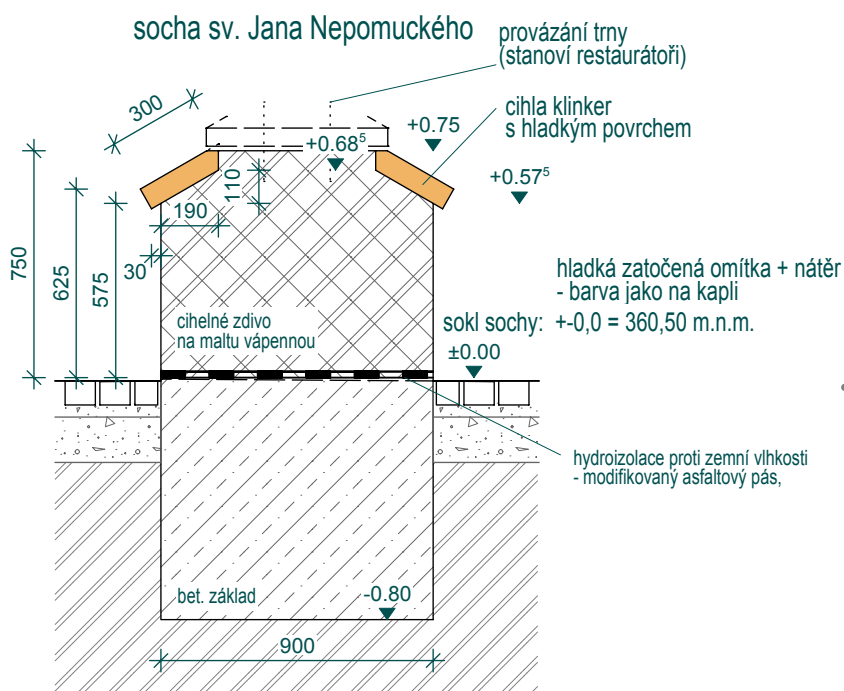 socha sv. Jana Nepomuckého
provázání trny
(stanoví restaurátoři)
300
cihla klinker
s hladkým povrchem
+0.75
+0.68⁵
+0.57⁵
110
190
30
750
625
575
hladká zatočená omítka + nátěr
- barva jako na kapli
cihelné zdivo
na maltu vápennou
sokl sochy: +-0,0 = 360,50 m.n.m.
±0.00
hydroizolace proti zemní vlhkosti
- modifikovaný asfaltový pás,
bet. základ
-0.80
900